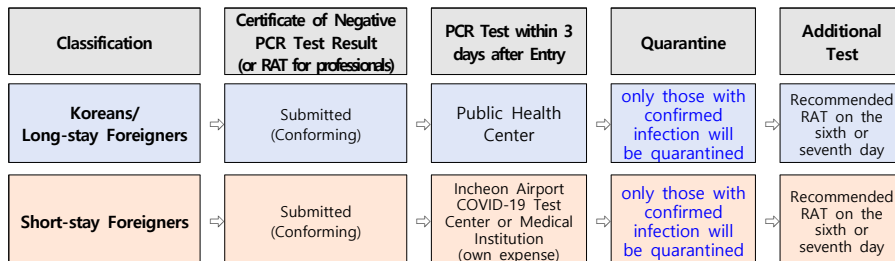 Classification
Certificate of Negative
PCR Test Result
(or RAT for professionals)
PCR Test within 3
days after Entry
Quarantine
Additional
Test
Koreans/
Long-stay Foreigners
Submitted
(Conforming)
Public Health
Center
only those with
confirmed
infection will
be quarantined
Recommended
RAT on the
sixth or
seventh day
Short-stay Foreigners
Submitted
(Conforming)
Incheon Airport
COVID-19 Test
Center or Medical
Institution
(own expense)
only those with
confirmed
infection will
be quarantined
Recommended
RAT on the
sixth or
seventh day